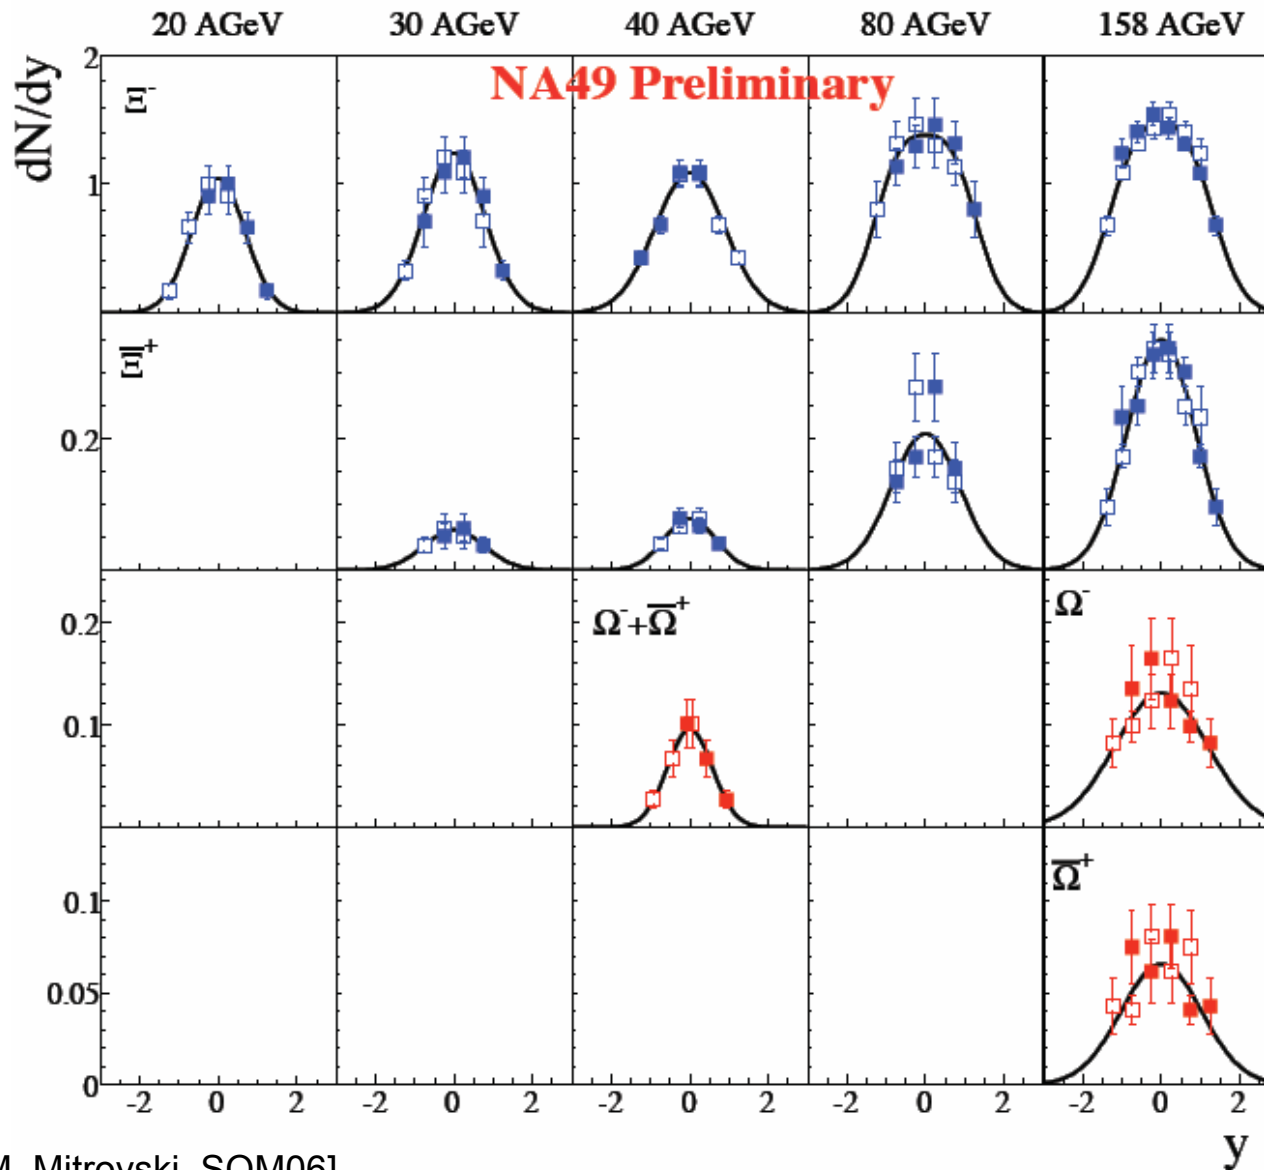 20 AGeV 30 AGeV 40 AGeV 80 AGeV 158 AGeV
dN/dy
NA49 Preliminary
2
Ξ⁻
1
Ξ̅⁺
0.2
Ω⁻+Ω̅⁺
Ω⁻
0.2
0.1
Ω̅⁺
0.1
0.05
0
-2 0 2 -2 0 2 -2 0 2 -2 0 2 -2 0 2
y
Mitrovski, SQM06]